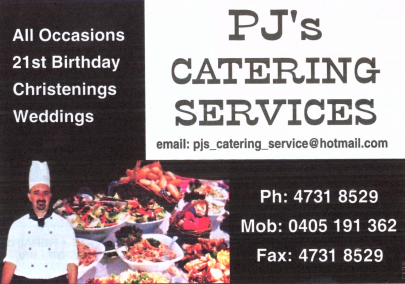 All Occasions
21st Birthday
Christenings
Weddings
PJ's
CATERING
SERVICES
email: pjs_catering_service@hotmail.com
Ph: 4731 8529
Mob: 0405 191 362
Fax: 4731 8529